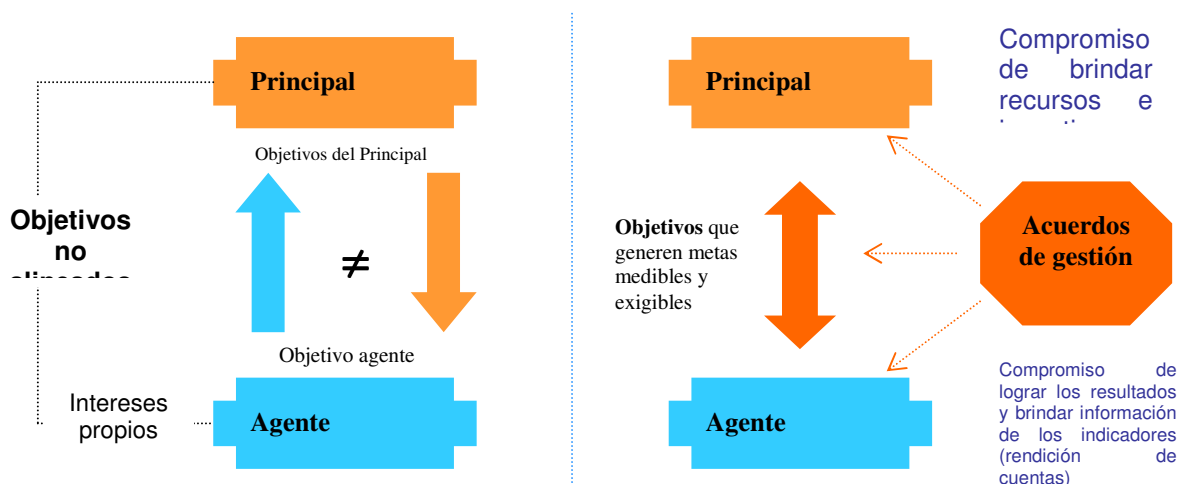 Principal
Objetivos del Principal
Objetivos
no
≠
Objetivo agente
Intereses
propios
Agente
Principal
Compromiso
de brindar
recursos e
Objetivos que
generen metas
medibles y
exigibles
Acuerdos
de gestión
Agente
Compromiso de
lograr los resultados
y brindar información
de los indicadores
(rendición de
cuentas)